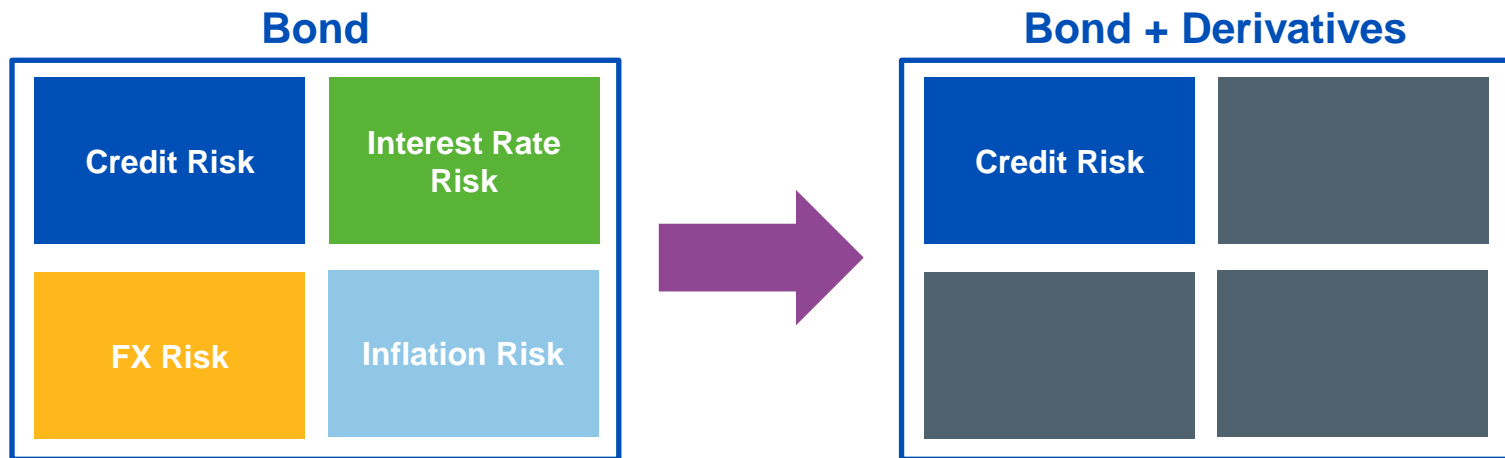 Bond
Bond + Derivatives
Credit Risk
Interest Rate
Risk
Credit Risk
FX Risk
Inflation Risk